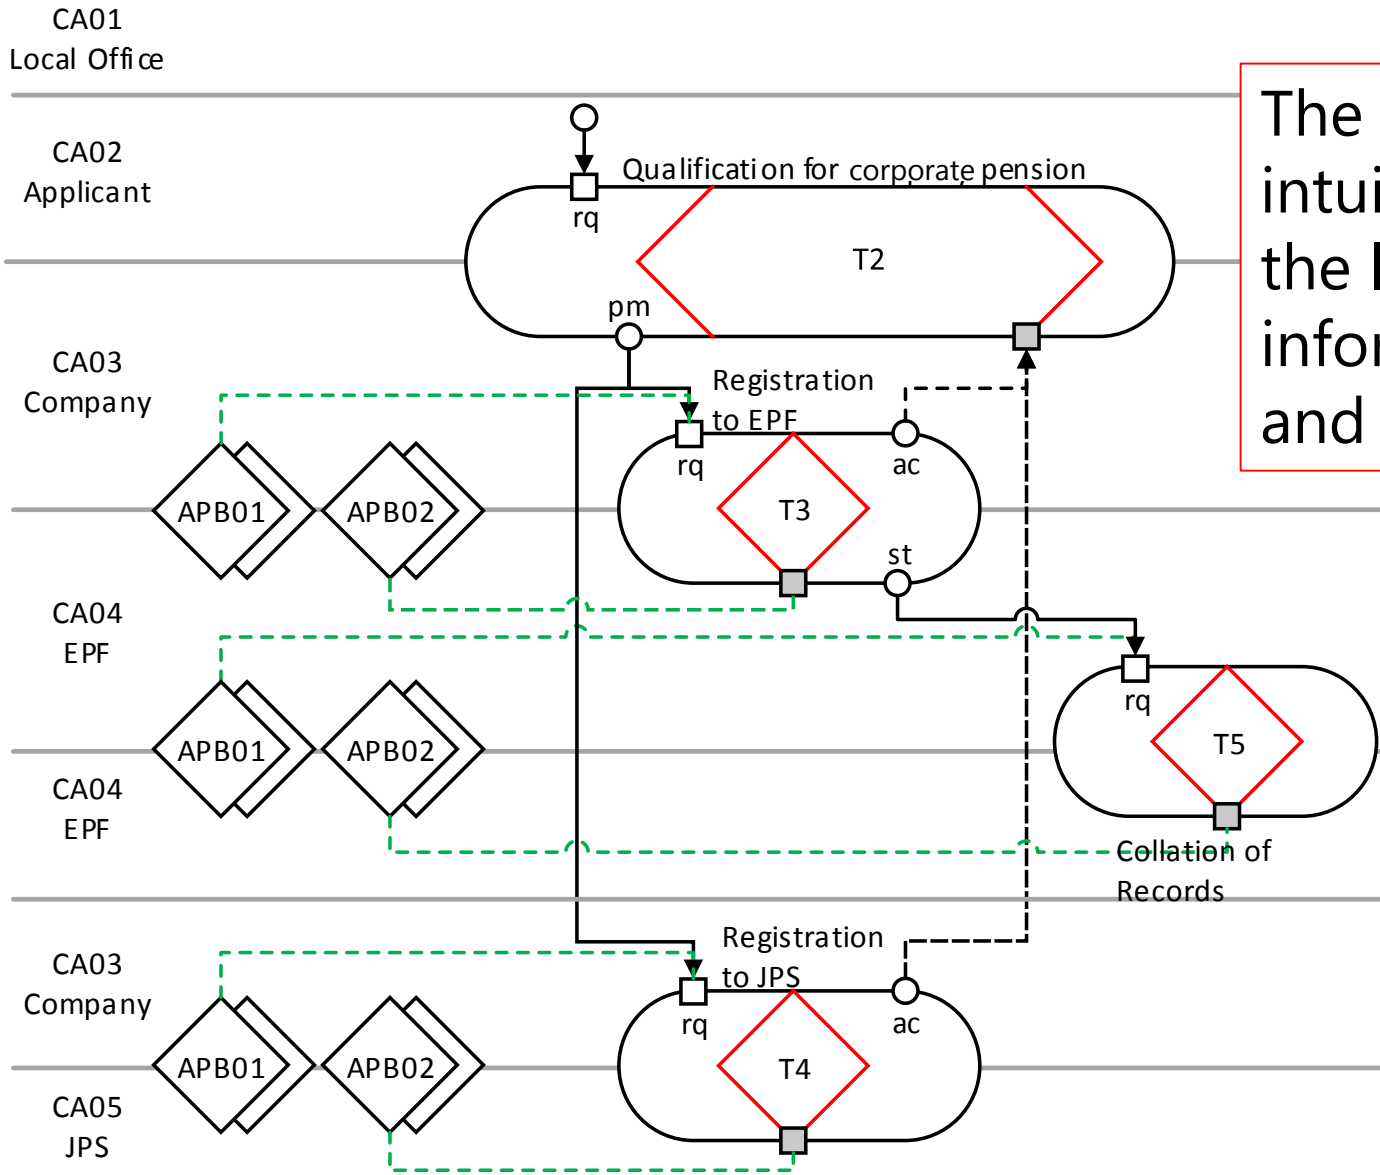 CA01
Local Office
CA02
Applicant
Qualification for corporate pension
rq
T2
pm
The
intui
the
infor
and
CA03
Company
Registration
to EPF
rq
ac
APB01
APB02
T3
st
CA04
EPF
rq
APB01
APB02
T5
CA04
EPF
Collation of
Records
CA03
Company
Registration
to JPS
rq
ac
APB01
APB02
T4
CA05
JPS